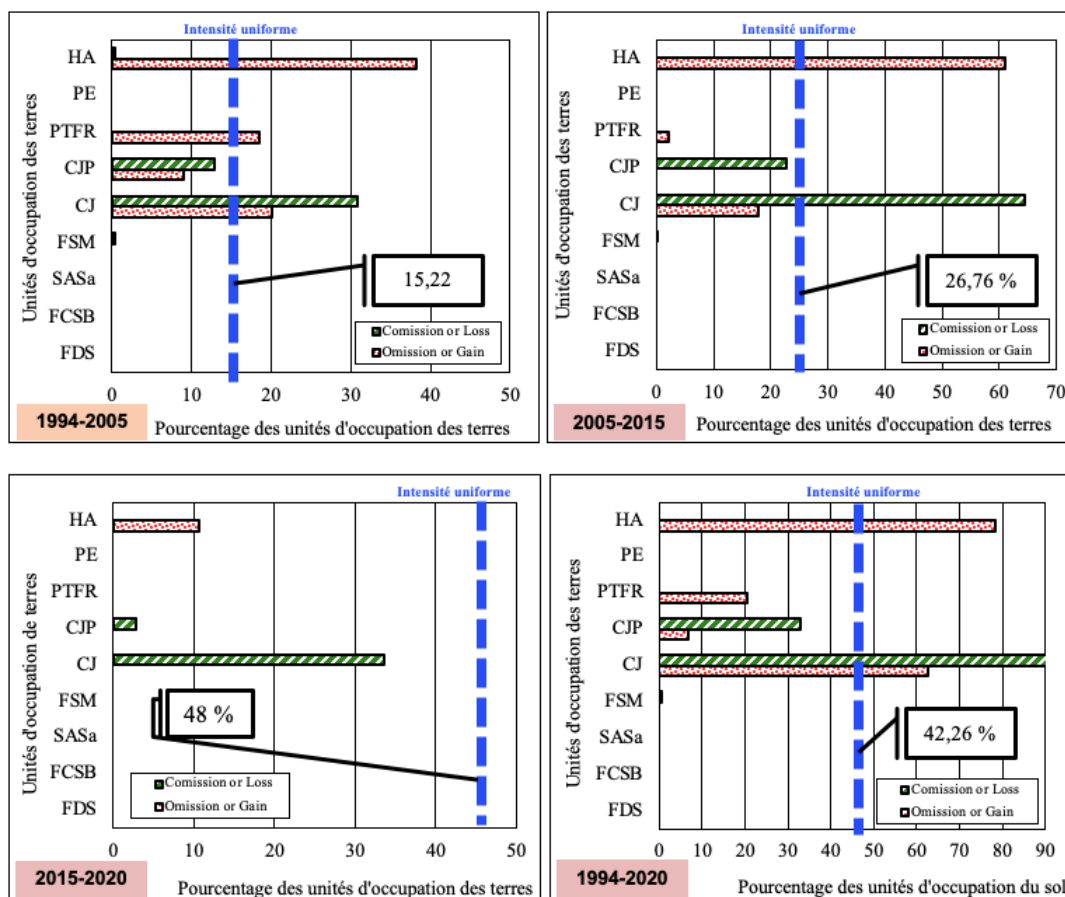 Intensité uniforme
Unités d'occupation des terres
HA
PE
PTFR
CJP
CJ
FSM
SASa
FCSB
FDS
15,22
Comission or Loss
Omission or Gain
0 10 20 30 40 50
1994-2005
Pourcentage des unités d'occupation des terres
Intensité uniforme
Unités d'occupation des terres
HA
PE
PTFR
CJP
CJ
FSM
SASa
FCSB
FDS
26,76 %
Comission or Loss
Omission or Gain
0 10 20 30 40 50 60 70
2005-2015
Pourcentage des unités d'occupation des terres
Intensité uniforme
Unités d'occupation de terres
HA
PE
PTFR
CJP
CJ
FSM
SASa
FCSB
FDS
48 %
Comission or Loss
Omission or Gain
0 10 20 30 40 50
2015-2020
Pourcentage des unités d'occupation des terres
Intensité uniforme
Unités d'occupation des terres
HA
PE
PTFR
CJP
CJ
FSM
SASa
FCSB
FDS
42,26 %
Comission or Loss
Omission or Gain
0 10 20 30 40 50 60 70 80 90
1994-2020
Pourcentage des unités d'occupation du sol